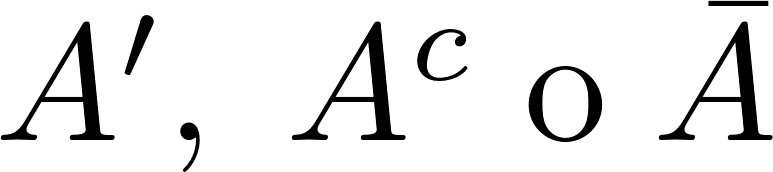 A′, Aᶜ o Ā